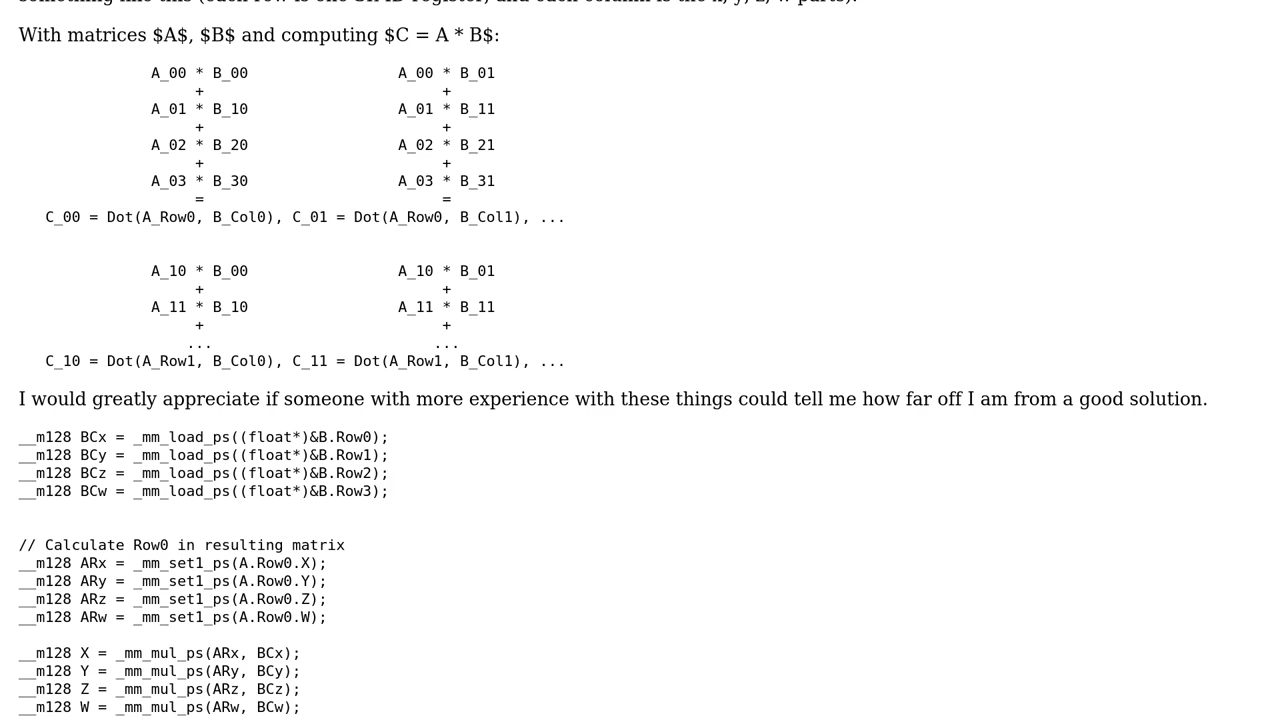 With matrices $A$, $B$ and computing $C = A * B$:
A_00 * B_00                 A_00 * B_01
+                           +
A_01 * B_10                 A_01 * B_11
+                           +
A_02 * B_20                 A_02 * B_21
+                           +
A_03 * B_30                 A_03 * B_31
=                           =
C_00 = Dot(A_Row0, B_Col0), C_01 = Dot(A_Row0, B_Col1), ...
A_10 * B_00                 A_10 * B_01
+                           +
A_11 * B_10                 A_11 * B_11
+                           +
...                         ...
C_10 = Dot(A_Row1, B_Col0), C_11 = Dot(A_Row1, B_Col1), ...
I would greatly appreciate if someone with more experience with these things could tell me how far off I am from a good solution.
__m128 BCx = _mm_load_ps((float*)&B.Row0);
__m128 BCy = _mm_load_ps((float*)&B.Row1);
__m128 BCz = _mm_load_ps((float*)&B.Row2);
__m128 BCw = _mm_load_ps((float*)&B.Row3);
// Calculate Row0 in resulting matrix
__m128 ARx = _mm_set1_ps(A.Row0.X);
__m128 ARy = _mm_set1_ps(A.Row0.Y);
__m128 ARz = _mm_set1_ps(A.Row0.Z);
__m128 ARw = _mm_set1_ps(A.Row0.W);
__m128 X = _mm_mul_ps(ARx, BCx);
__m128 Y = _mm_mul_ps(ARy, BCy);
__m128 Z = _mm_mul_ps(ARz, BCz);
__m128 W = _mm_mul_ps(ARw, BCw);